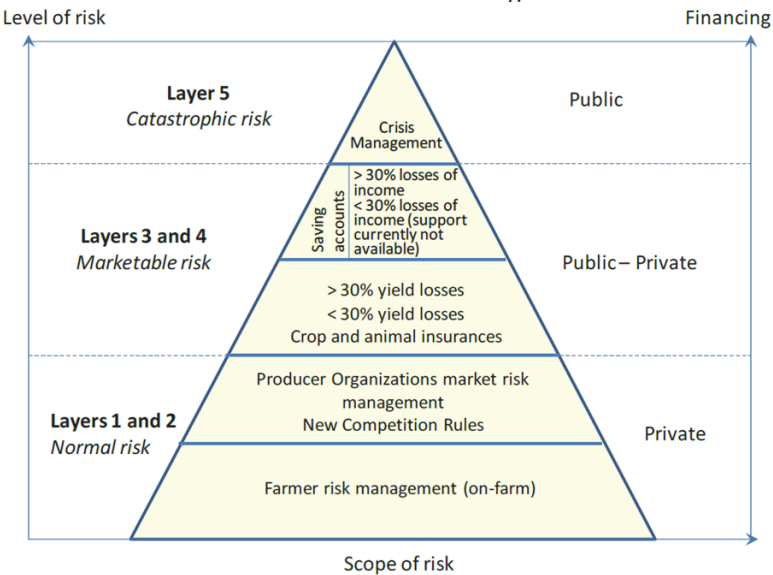 Level of risk
Financing
Layer 5
Catastrophic risk
Crisis
Management
Public
Saving
accounts
> 30% losses of
income
< 30% losses of
income (support
currently not
available)
Layers 3 and 4
Marketable risk
Public – Private
> 30% yield losses
< 30% yield losses
Crop and animal insurances
Producer Organizations market risk
management
New Competition Rules
Layers 1 and 2
Normal risk
Private
Farmer risk management (on-farm)
Scope of risk